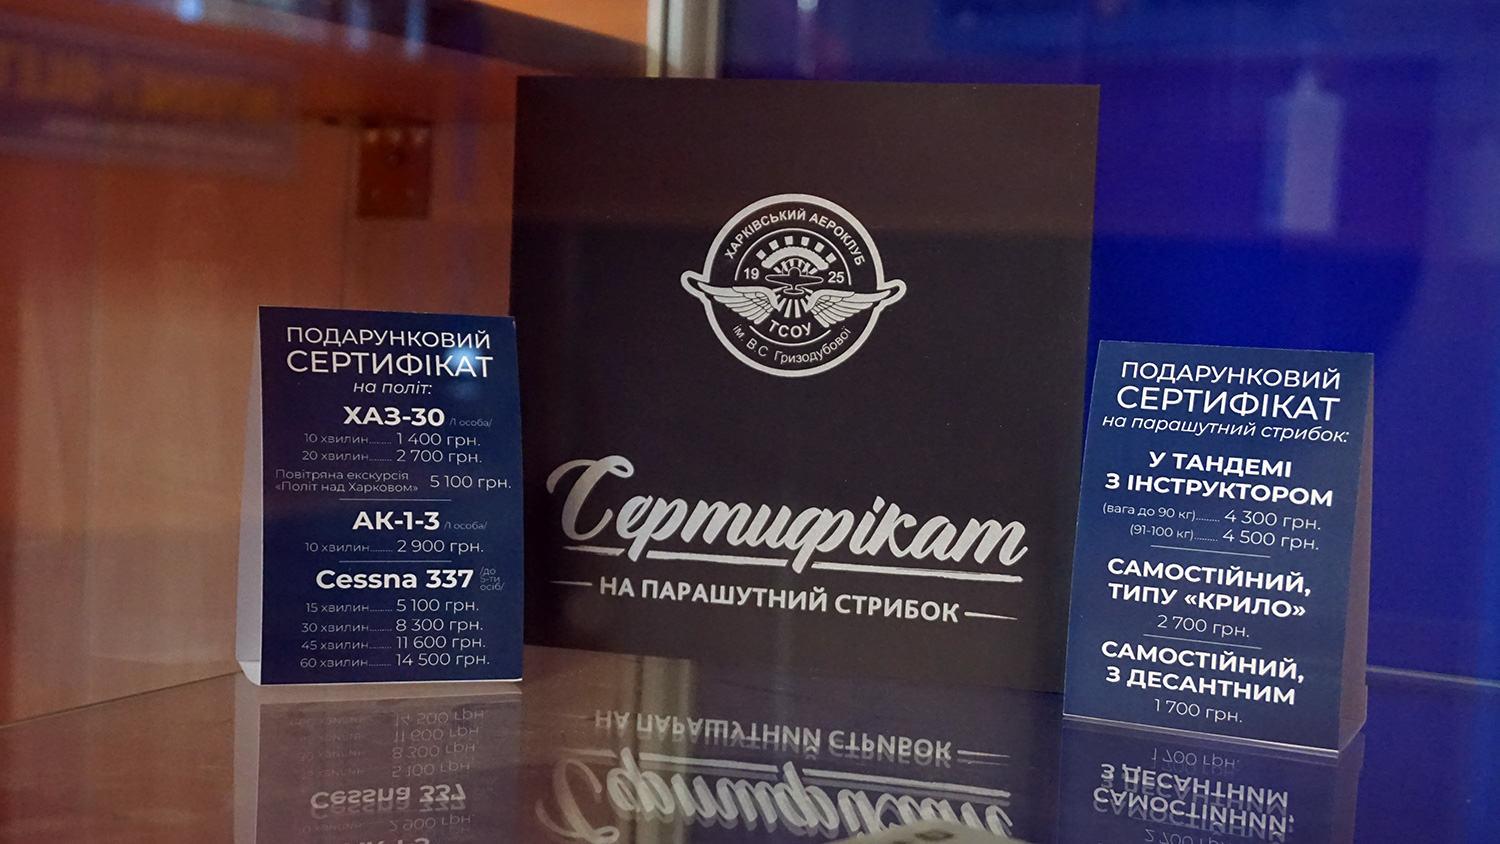 ПОДАРУНКОВИЙ
СЕРТИФІКАТ
на політ:
ХАЗ-30 /1 особа/
10 хвилин......... 1 400 грн.
20 хвилин......... 2 700 грн.
Повітряна екскурсія
«Політ над Харковом» 5 100 грн.
АК-1-3 /1 особа/
10 хвилин......... 2 900 грн.
Cessna 337 /до
5-ти
осіб/
15 хвилин......... 5 100 грн.
30 хвилин......... 8 300 грн.
45 хвилин......... 11 600 грн.
60 хвилин......... 14 500 грн.
ХАРКІВСЬКИЙ АЕРОКЛУБ
19 25
ТСОУ
ім. В.С Гризодубової
Сертифікат
НА ПАРАШУТНИЙ СТРИБОК
ПОДАРУНКОВИЙ
СЕРТИФІКАТ
на парашутний стрибок:
У ТАНДЕМІ
З ІНСТРУКТОРОМ
(вага до 90 кг)......... 4 300 грн.
(91-100 кг)......... 4 500 грн.
САМОСТІЙНИЙ,
ТИПУ «КРИЛО»
2 700 грн.
САМОСТІЙНИЙ,
З ДЕСАНТНИМ
1 700 грн.